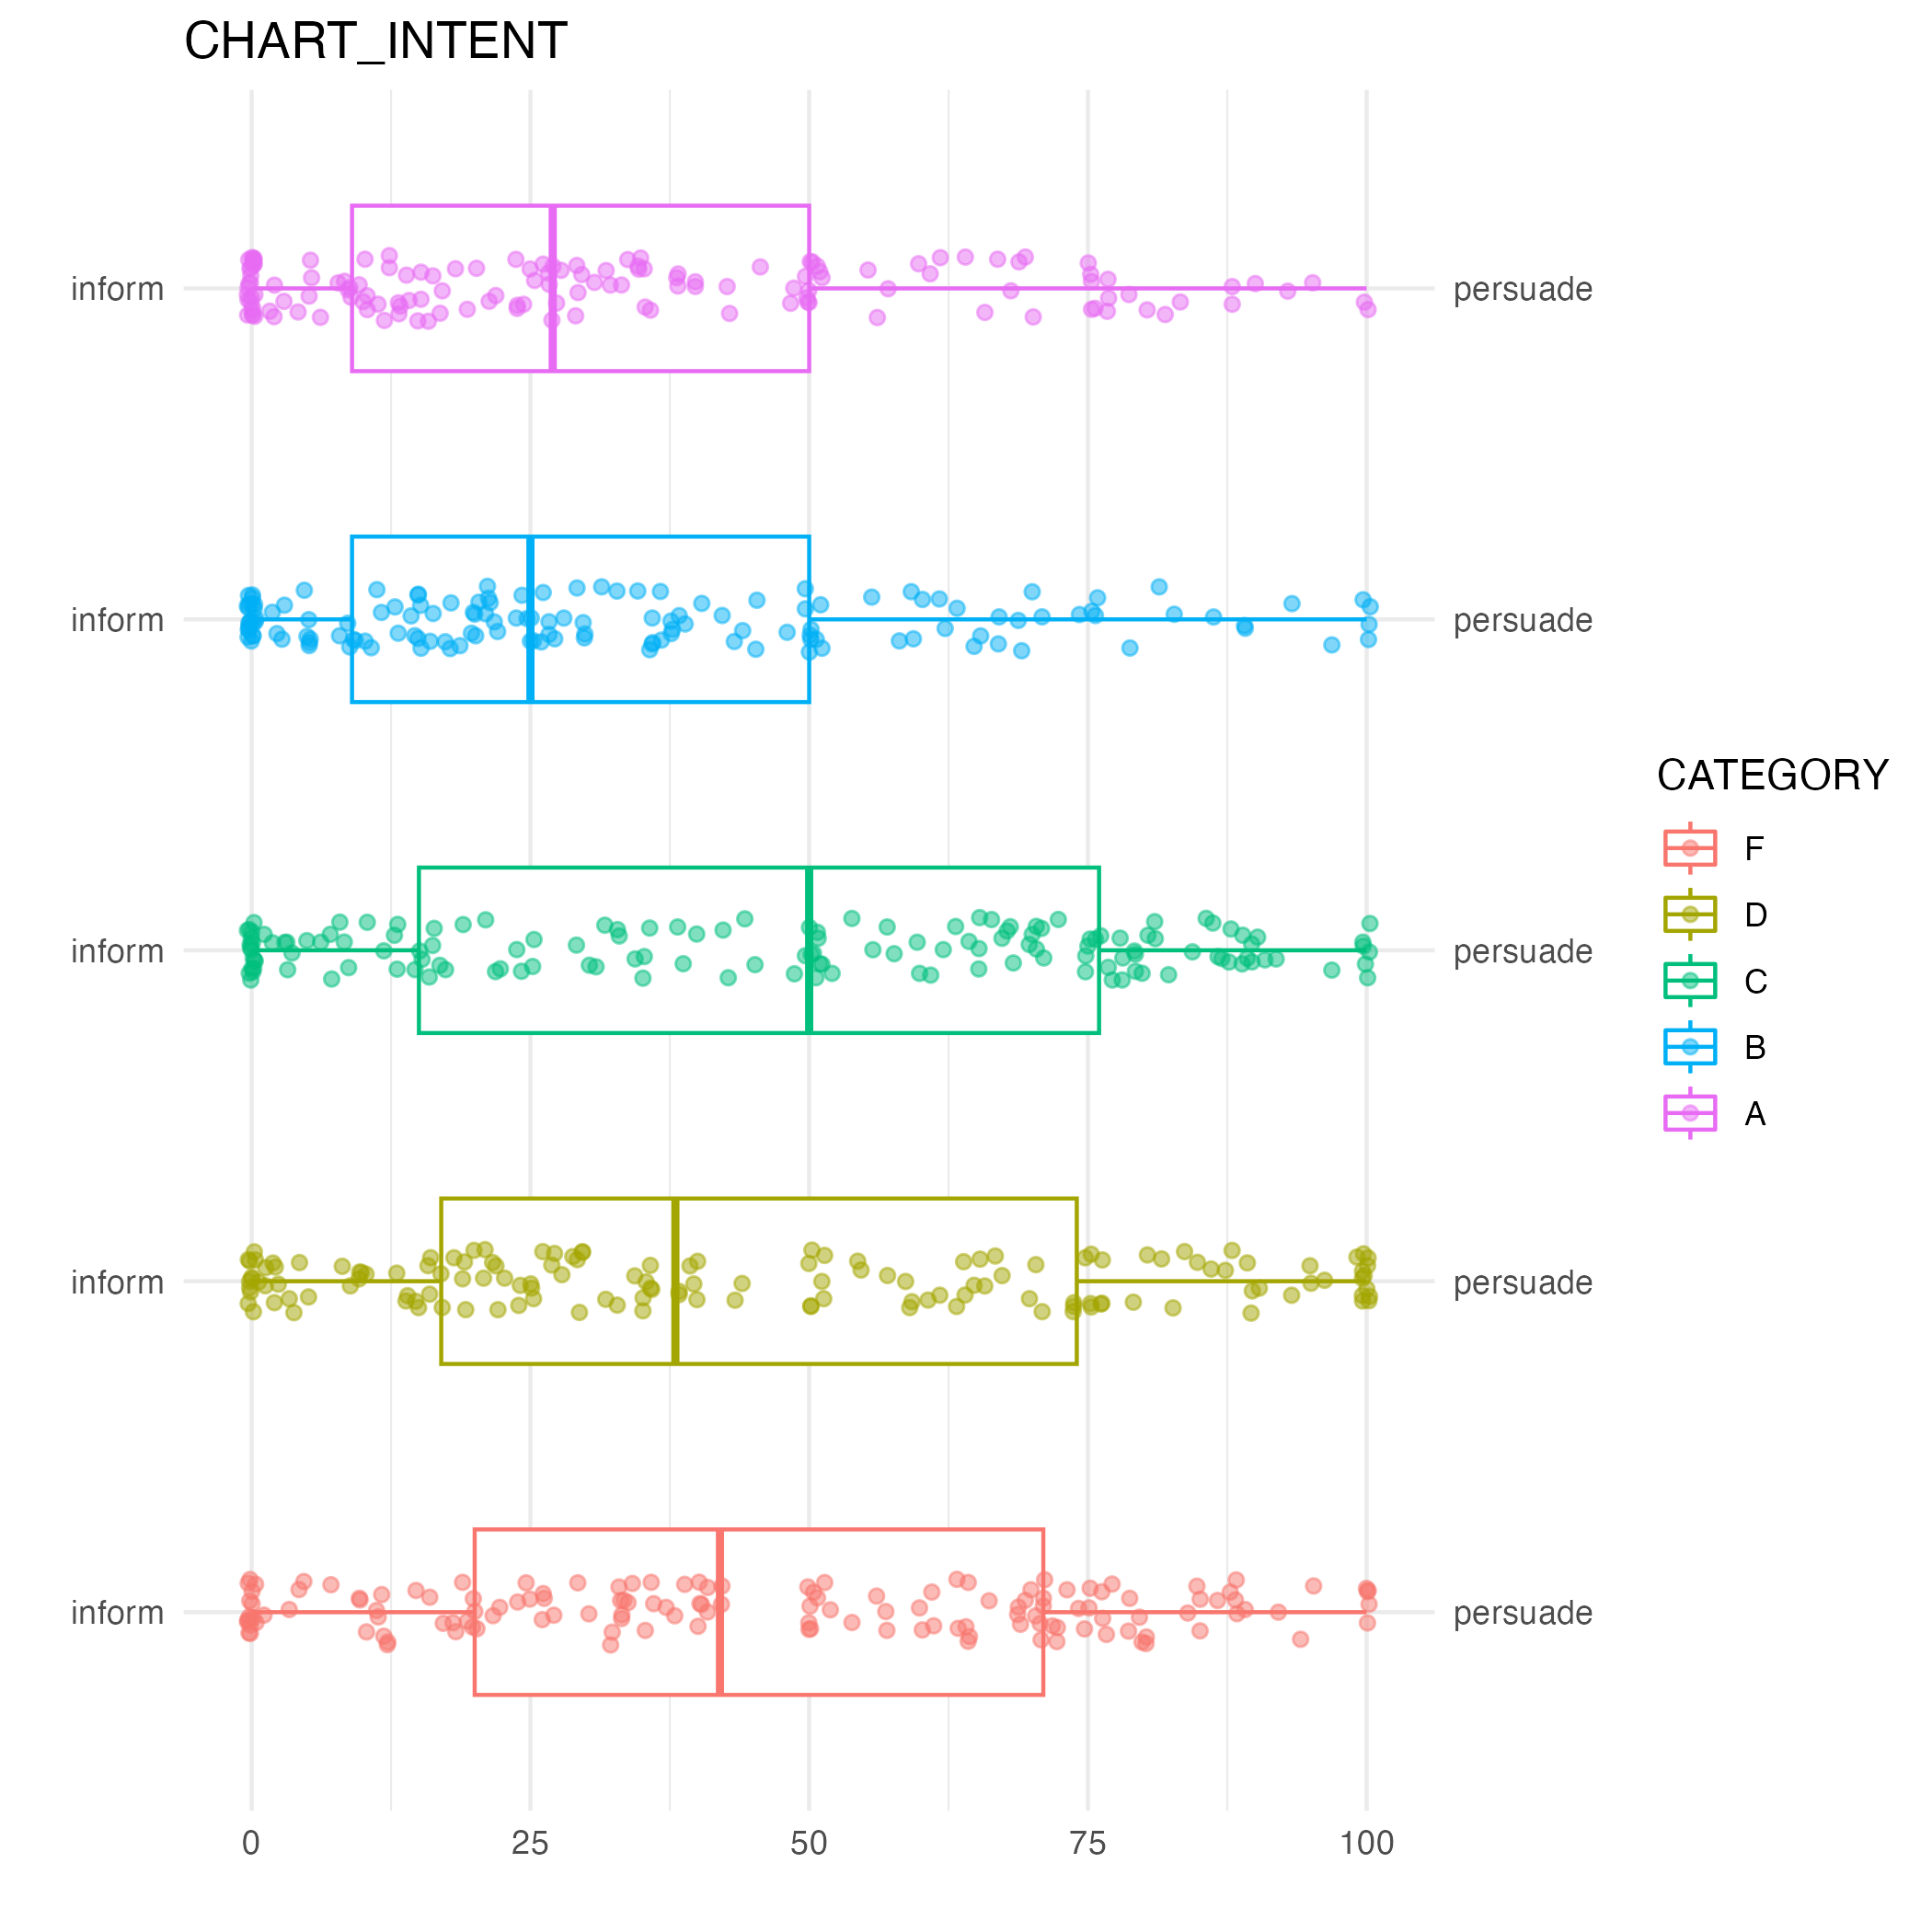 CHART_INTENT
inform
persuade
inform
persuade
inform
persuade
inform
persuade
inform
persuade
0 25 50 75 100
CATEGORY
F
D
C
B
A